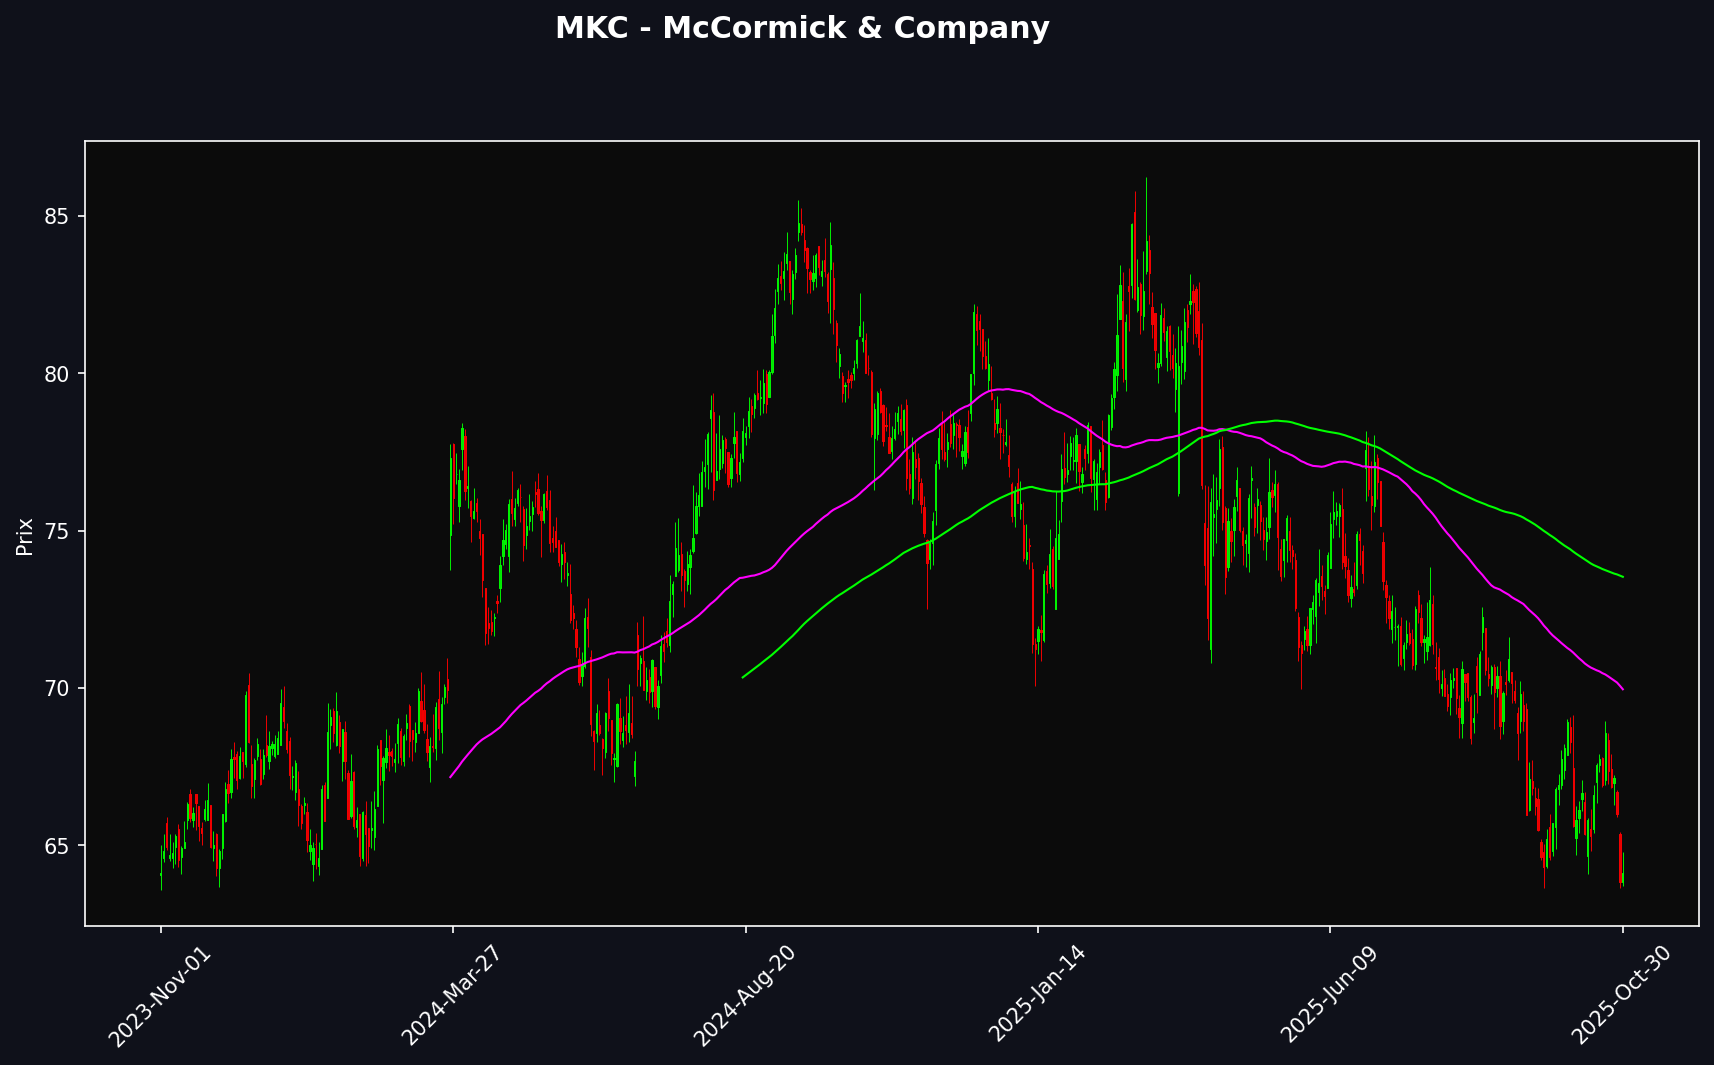 MKC - McCormick & Company
Prix
85
80
75
70
65
2023-Nov-01
2024-Mar-27
2024-Aug-20
2025-Jan-14
2025-Jun-09
2025-Oct-30